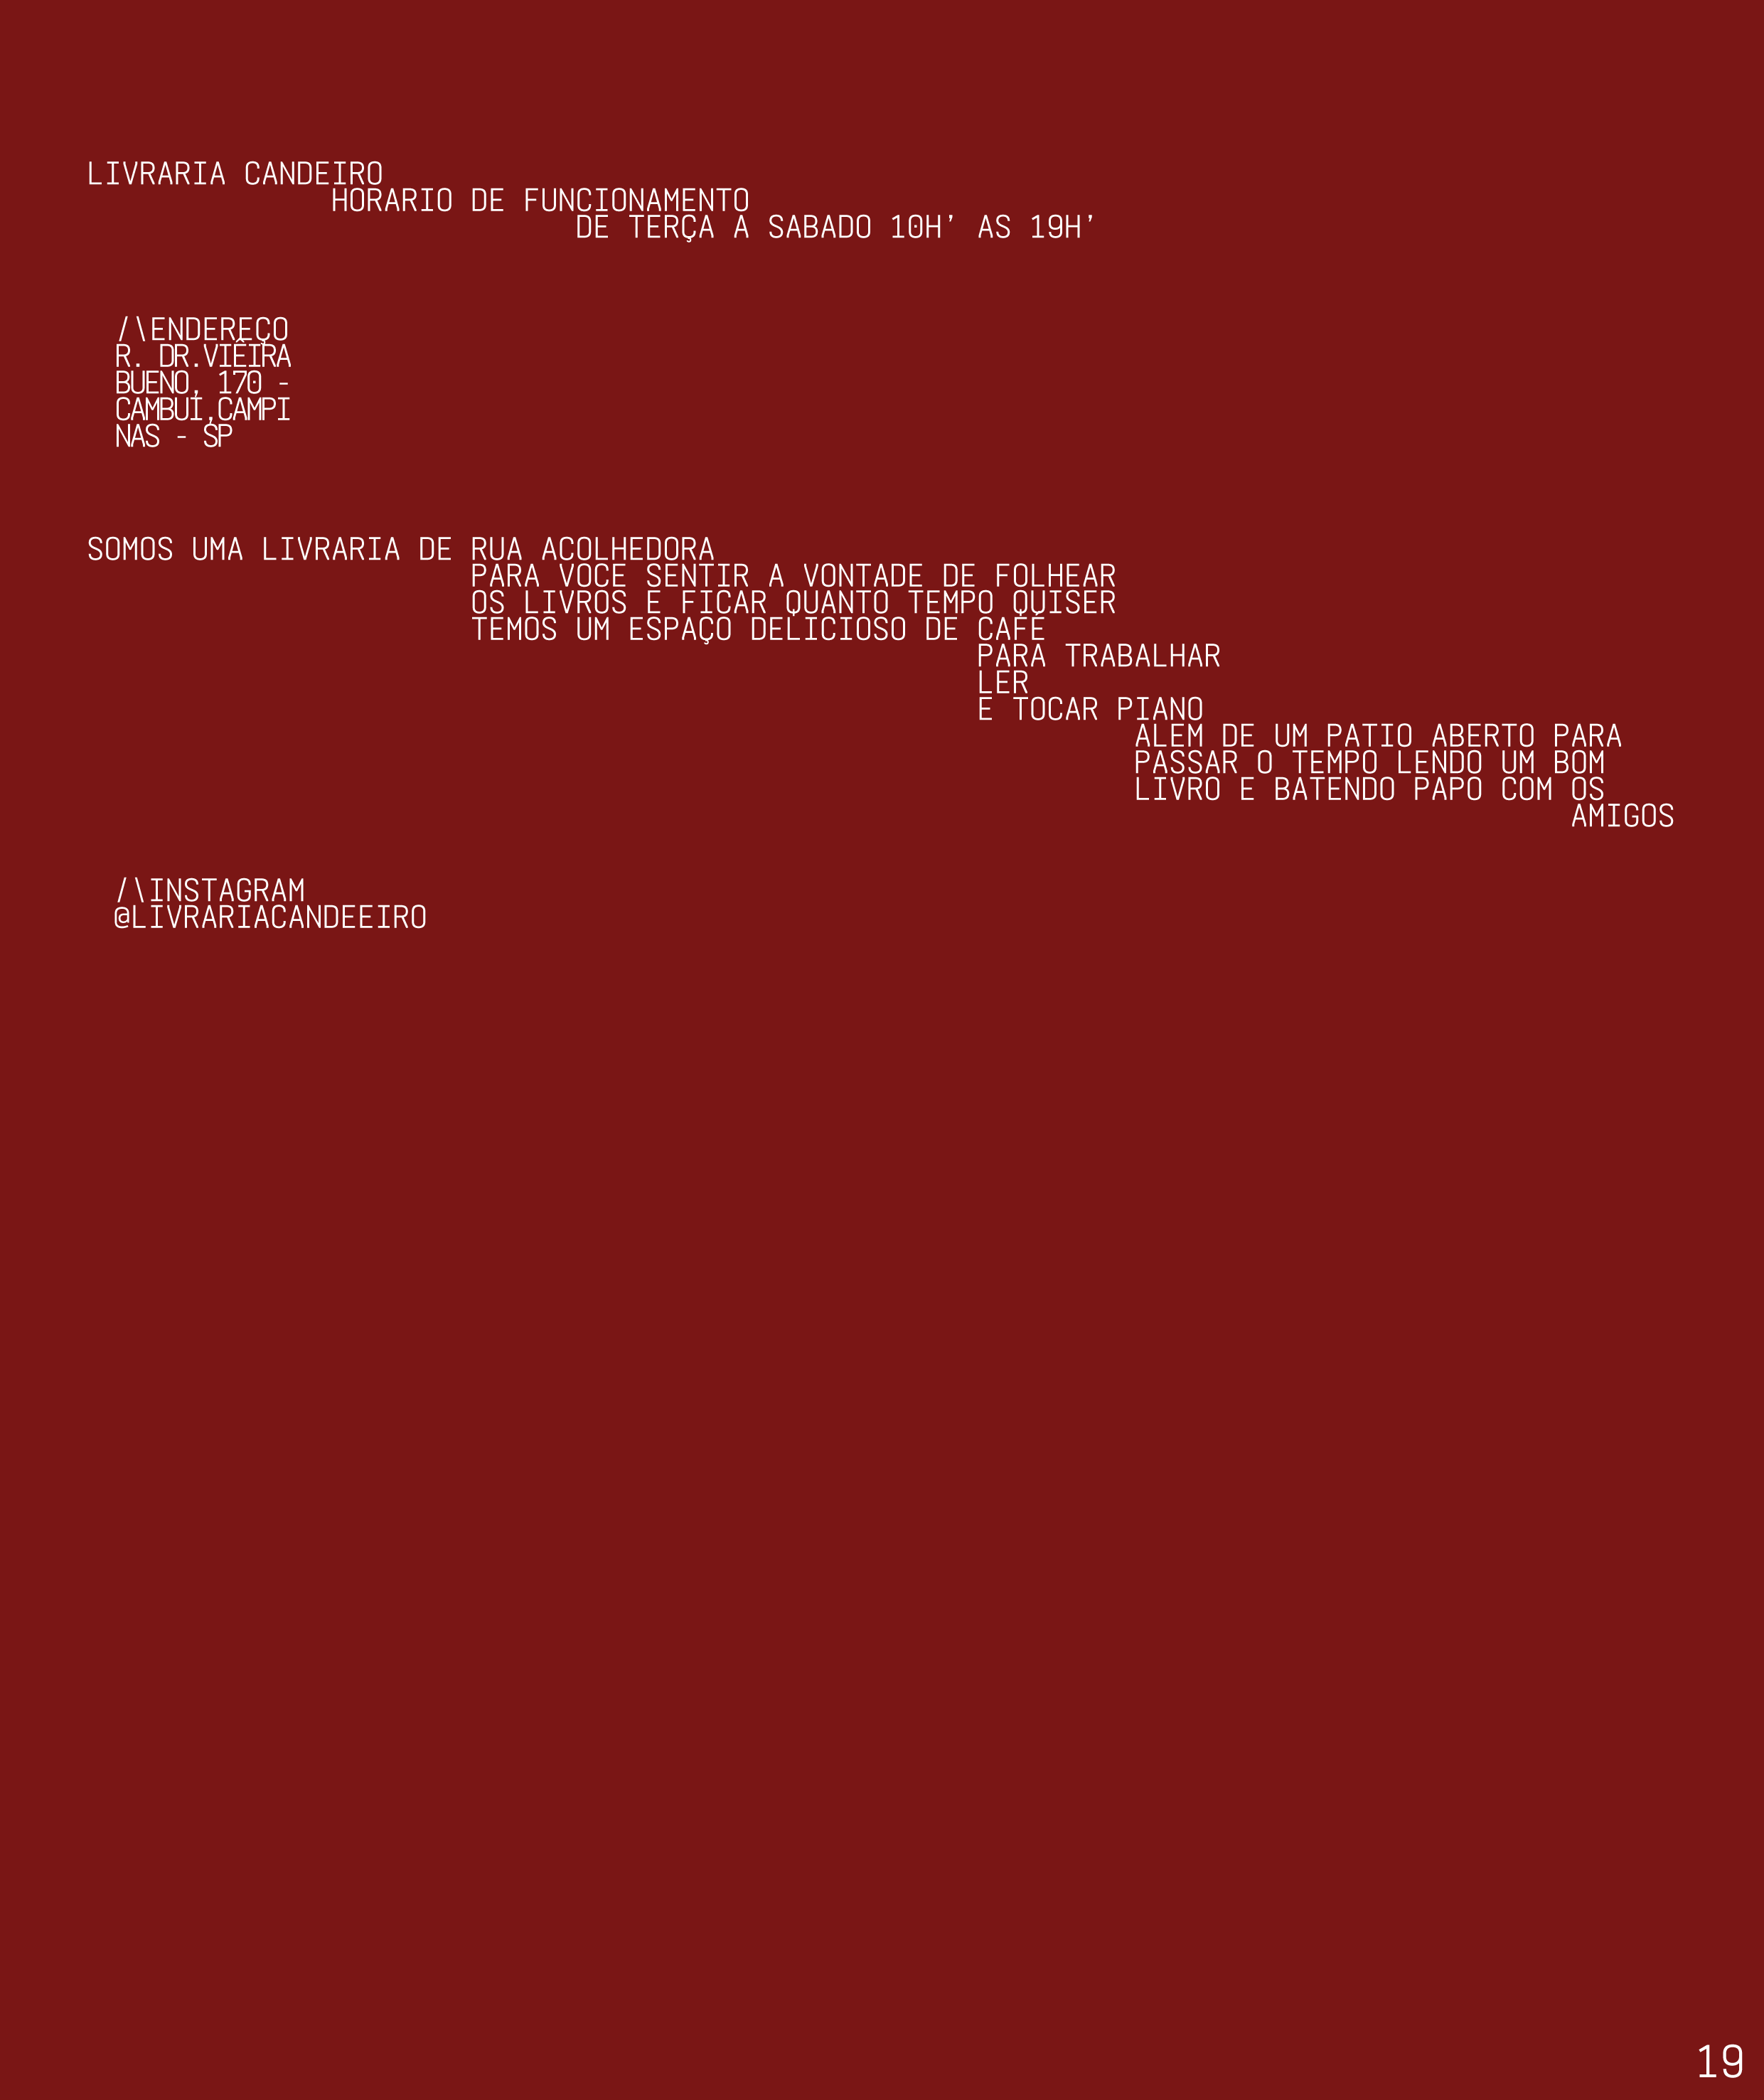 LIVRARIA CANDEIRO
HORARIO DE FUNCIONAMENTO
DE TERÇA A SABADO 10H' AS 19H'
/\ENDEREÇO
R. DR.VIÊIRA
BUENO, 170 -
CAMBUI,CAMPI
NAS - SP
SOMOS UMA LIVRARIA DE RUA ACOLHEDORA
PARA VOCE SENTIR A VONTADE DE FOLHEAR
OS LIVROS E FICAR QUANTO TEMPO QUISER
TEMOS UM ESPAÇO DELICIOSO DE CAFÉ
PARA TRABALHAR
LER
E TOCAR PIANO
ALEM DE UM PATIO ABERTO PARA
PASSAR O TEMPO LENDO UM BOM
LIVRO E BATENDO PAPO COM OS
AMIGOS
/\INSTAGRAM
@LIVRARIACANDEEIRO
19